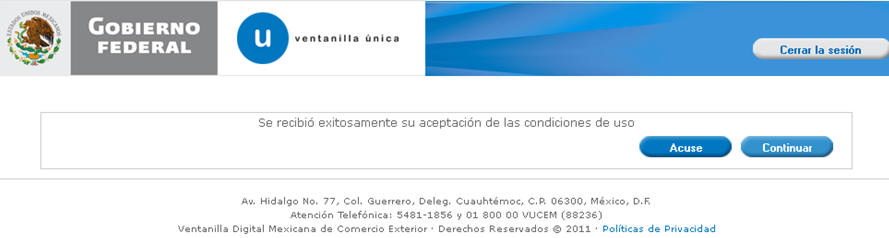 ESTADOS UNIDOS MEXICANOS
GOBIERNO
FEDERAL
u
ventanilla única
Cerrar la sesión
Se recibió exitosamente su aceptación de las condiciones de uso
Acuse
Continuar
Av. Hidalgo No. 77, Col. Guerrero, Deleg. Cuauhtémoc, C.P. 06300, México, D.F.
Atención Telefónica: 5481-1856 y 01 800 00 VUCEM (88236)
Ventanilla Digital Mexicana de Comercio Exterior · Derechos Reservados © 2011 · Políticas de Privacidad